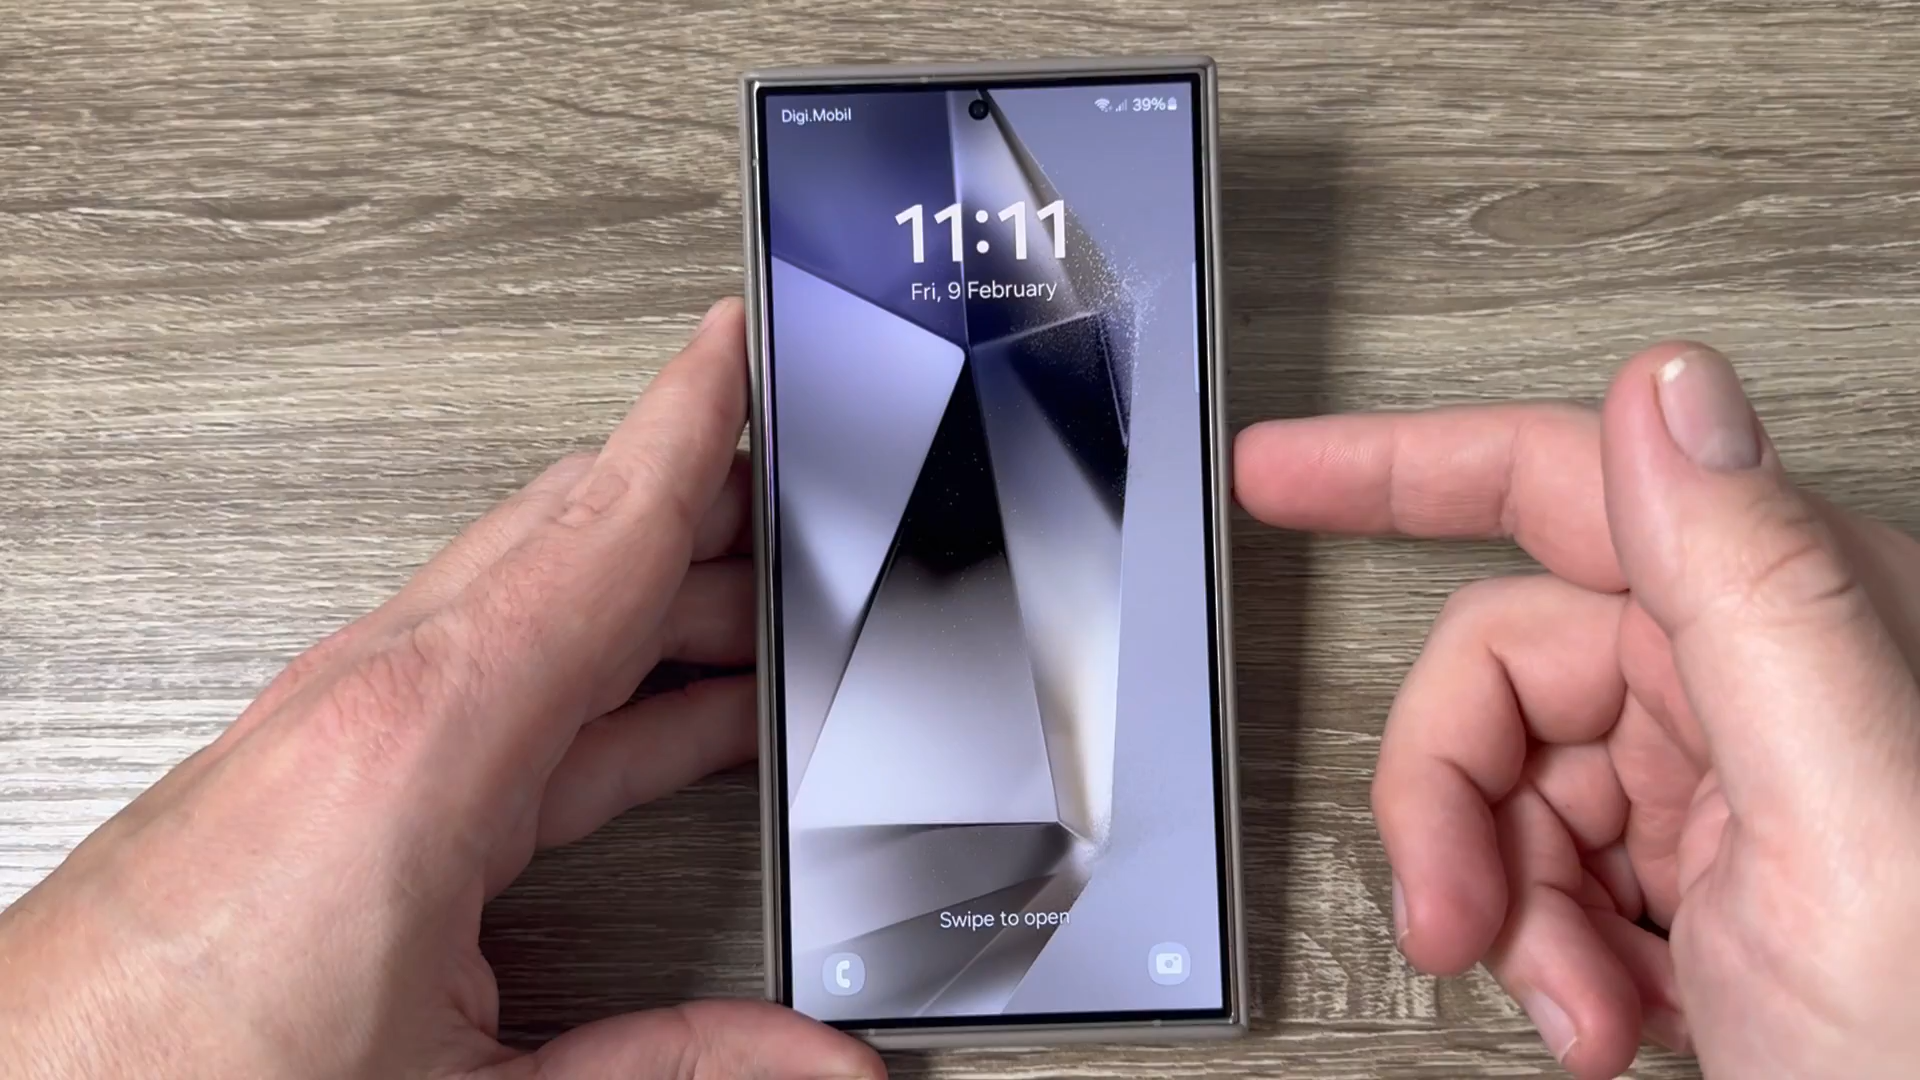 Digi.Mobil
39%
11:11
Fri, 9 February
Swipe to open